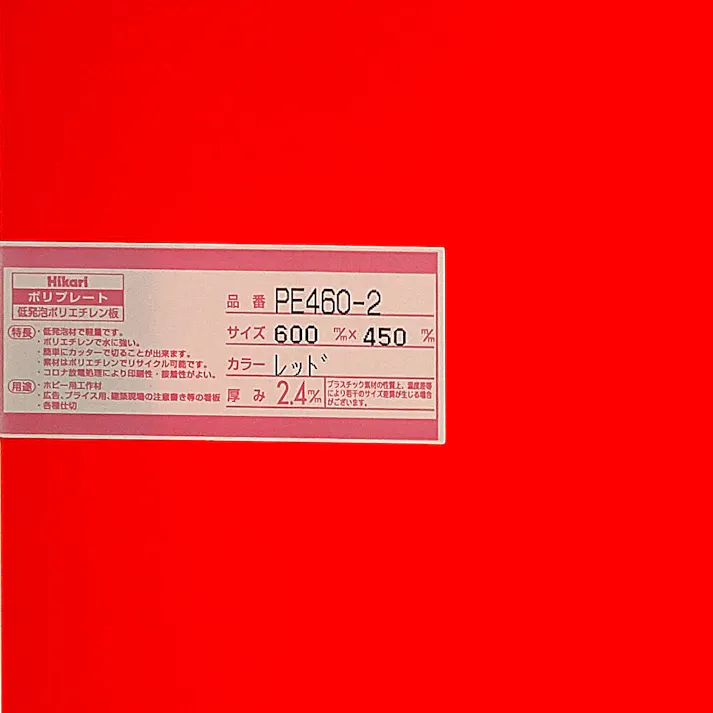 Hikari
ポリプレート
低発泡ポリエチレン板
特長 ・低発泡材で軽量です。
・ポリエチレンで水に強い。
・簡単にカッターで切ることが出来ます。
・素材はポリエチレンでリサイクル可能です。
・コロナ放電処理により印刷性・接着性がよい。
用途 ・ホビー用工作材
・広告、プライス用、建築現場の注意書き等の看板
・各種仕切
品番 PE460-2
サイズ 600 m/m × 450 m/m
カラー レッド
厚み 2.4m/m
プラスチック素材の性質上、温度差等
により若干のサイズ差異が生じる場合
がございます。